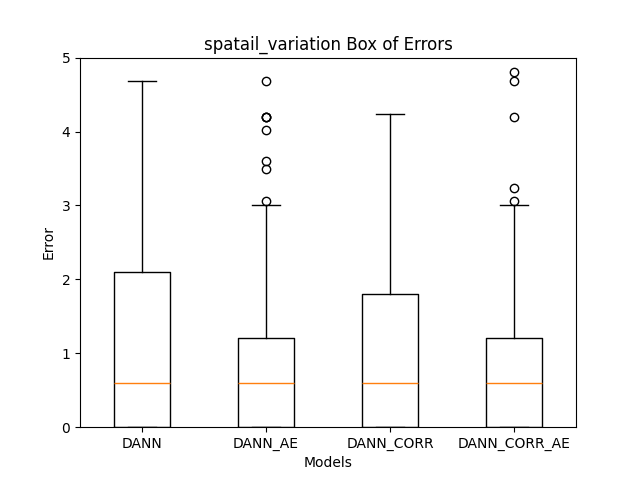 spatail_variation Box of Errors
5
4
3
2
1
0
Error
DANN DANN_AE DANN_CORR DANN_CORR_AE
Models